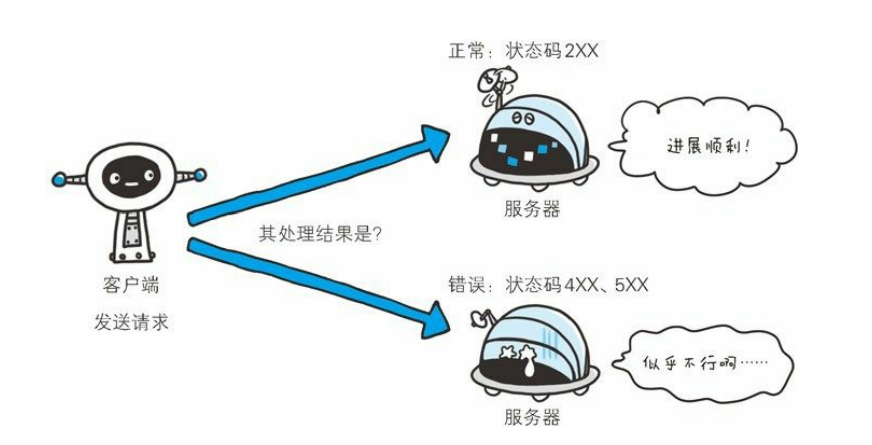 正常：状态码2XX
进展顺利！
服务器
其处理结果是？
客户端
发送请求
错误：状态码4XX、5XX
似乎不行啊……
服务器